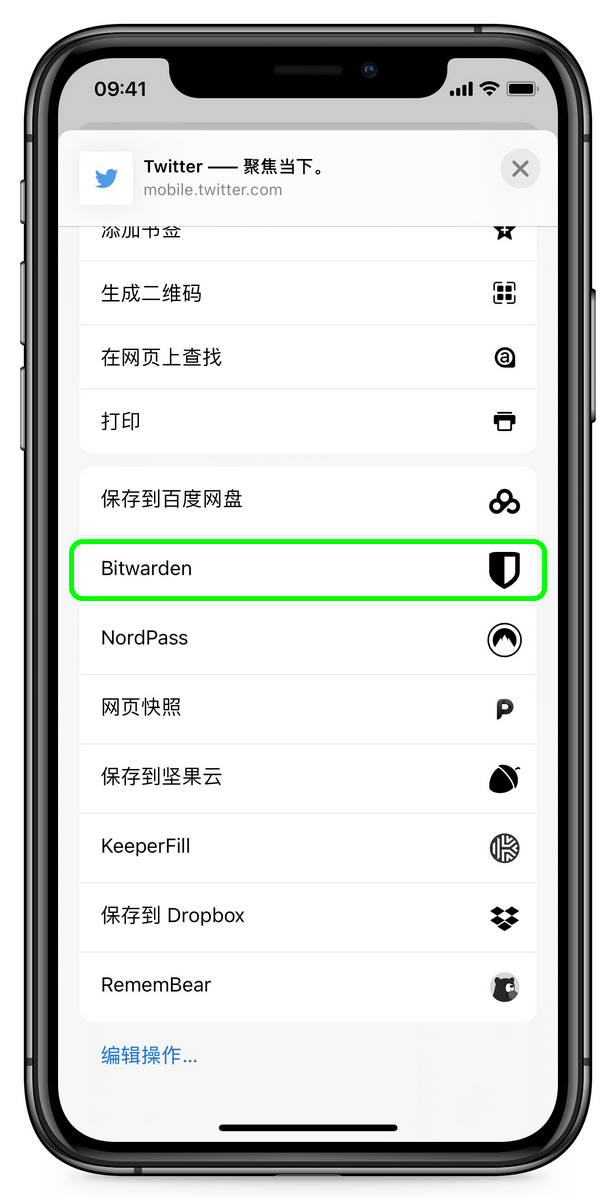 09:41
Twitter —— 聚焦当下。
mobile.twitter.com
添加书签
生成二维码
在网页上查找
打印
保存到百度网盘
Bitwarden
NordPass
网页快照
保存到坚果云
KeeperFill
保存到 Dropbox
RememBear
编辑操作...